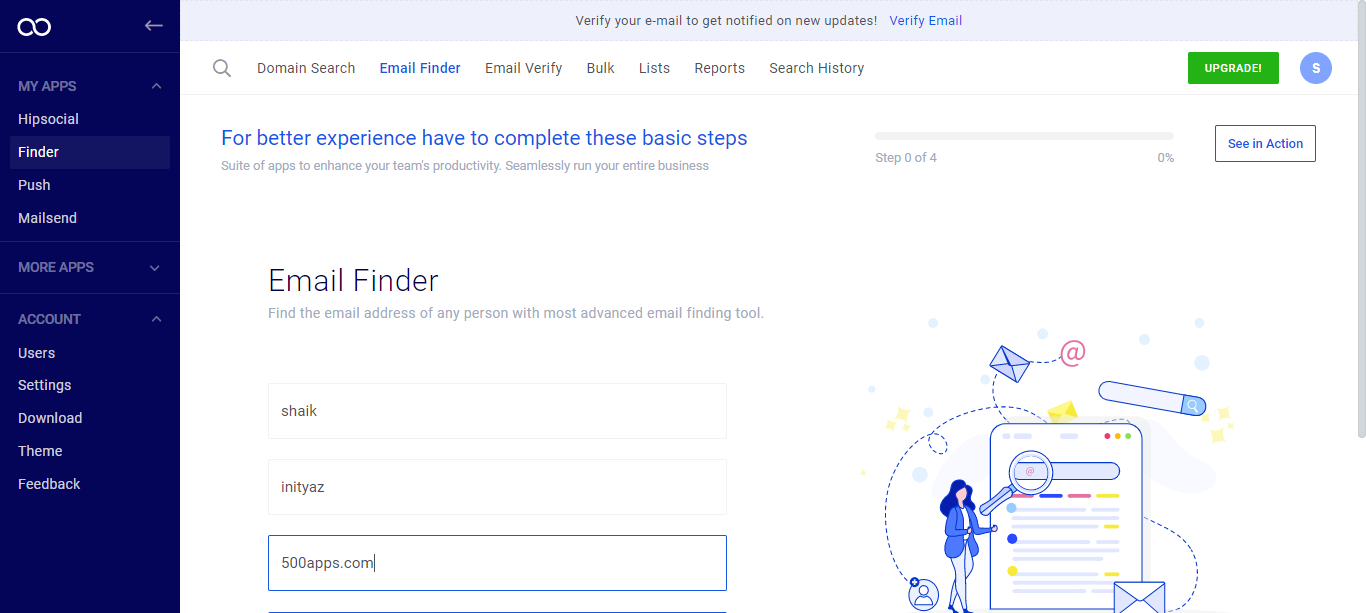 Verify your e-mail to get notified on new updates! Verify Email
Domain Search Email Finder Email Verify Bulk Lists Reports Search History UPGRADE! S
MY APPS
Hipsocial
Finder
Push
Mailsend
MORE APPS
ACCOUNT
Users
Settings
Download
Theme
Feedback
For better experience have to complete these basic steps
Suite of apps to enhance your team's productivity. Seamlessly run your entire business
Step 0 of 4 0%
See in Action
Email Finder
Find the email address of any person with most advanced email finding tool.
shaik
inityaz
500apps.com
@
@